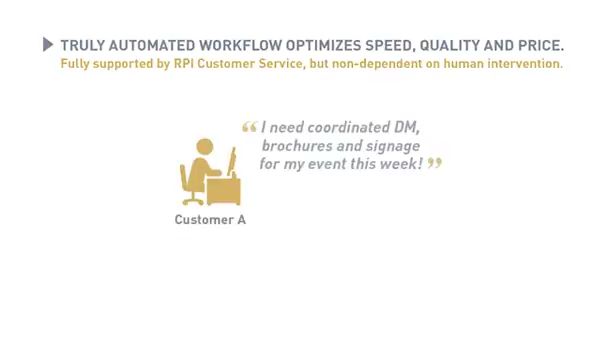 TRULY AUTOMATED WORKFLOW OPTIMIZES SPEED, QUALITY AND PRICE.
Fully supported by RPI Customer Service, but non-dependent on human intervention.
“I need coordinated DM,
brochures and signage
for my event this week!”
Customer A